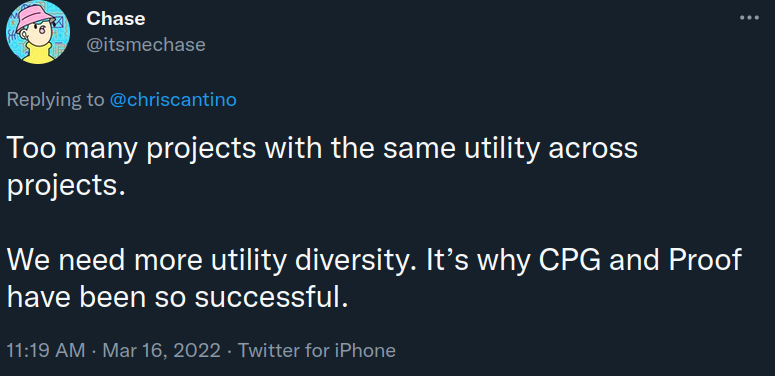 Chase
@itsmechase
Replying to @chriscantino
Too many projects with the same utility across
projects.
We need more utility diversity. It’s why CPG and Proof
have been so successful.
11:19 AM · Mar 16, 2022 · Twitter for iPhone